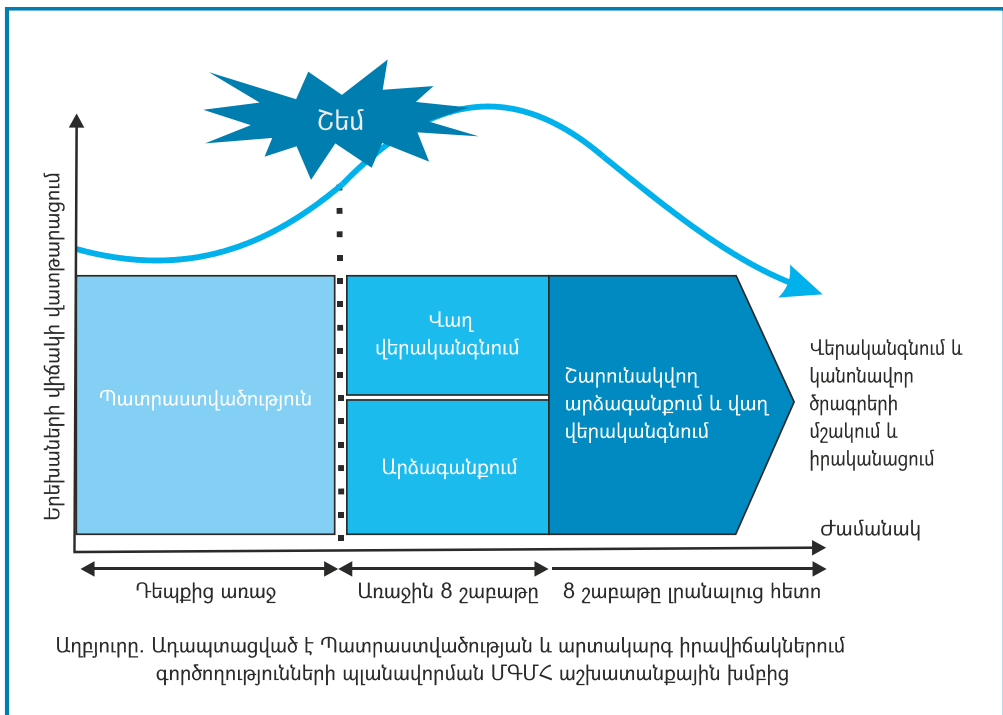 Շեմ
Երեխաների վիճակի վատթարացում
Պատրաստվածություն
Վաղ
վերականգնում
Արձագանքում
Շարունակվող
արձագանքում և վաղ
վերականգնում
Վերականգնում և
կանոնավոր
ծրագրերի
մշակում և
իրականացում
Ժամանակ
Դեպքից առաջ
Առաջին 8 շաբաթը
8 շաբաթը լրանալուց հետո
Աղբյուրը. Ադապտացված է Պատրաստվածության և արտակարգ իրավիճակներում
գործողությունների պլանավորման ՄԳՄՀ աշխատանքային խմբից